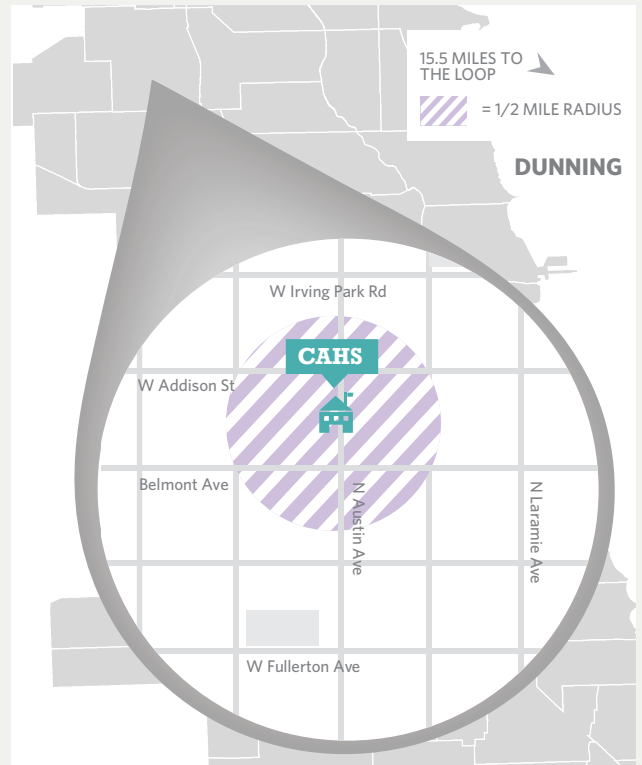 15.5 MILES TO
THE LOOP
= 1/2 MILE RADIUS
DUNNING
W Irving Park Rd
CAHS
W Addison St
Belmont Ave
N Austin Ave
N Laramie Ave
W Fullerton Ave